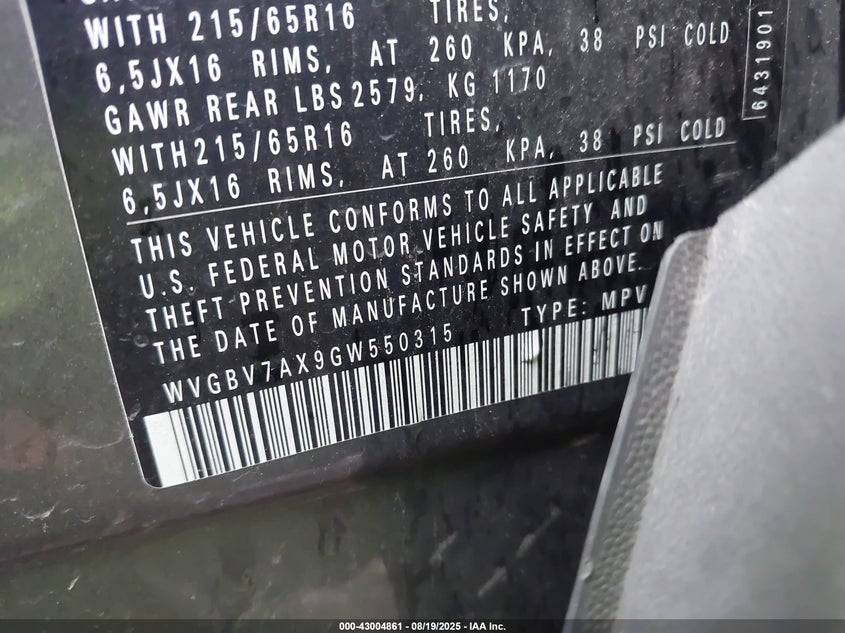 WITH 215/65R16 TIRES,
6,5JX16 RIMS, AT 260 KPA, 38 PSI COLD
GAWR REAR LBS2579, KG 1170
WITH215/65R16 TIRES,
6,5JX16 RIMS, AT 260 KPA, 38 PSI COLD
THIS VEHICLE CONFORMS TO ALL APPLICABLE
U.S. FEDERAL MOTOR VEHICLE SAFETY AND
THEFT PREVENTION STANDARDS IN EFFECT ON
THE DATE OF MANUFACTURE SHOWN ABOVE.
WVGBV7AX9GW550315 TYPE: MPV
6431901
000-43004861 - 08/19/2025 - IAA Inc.